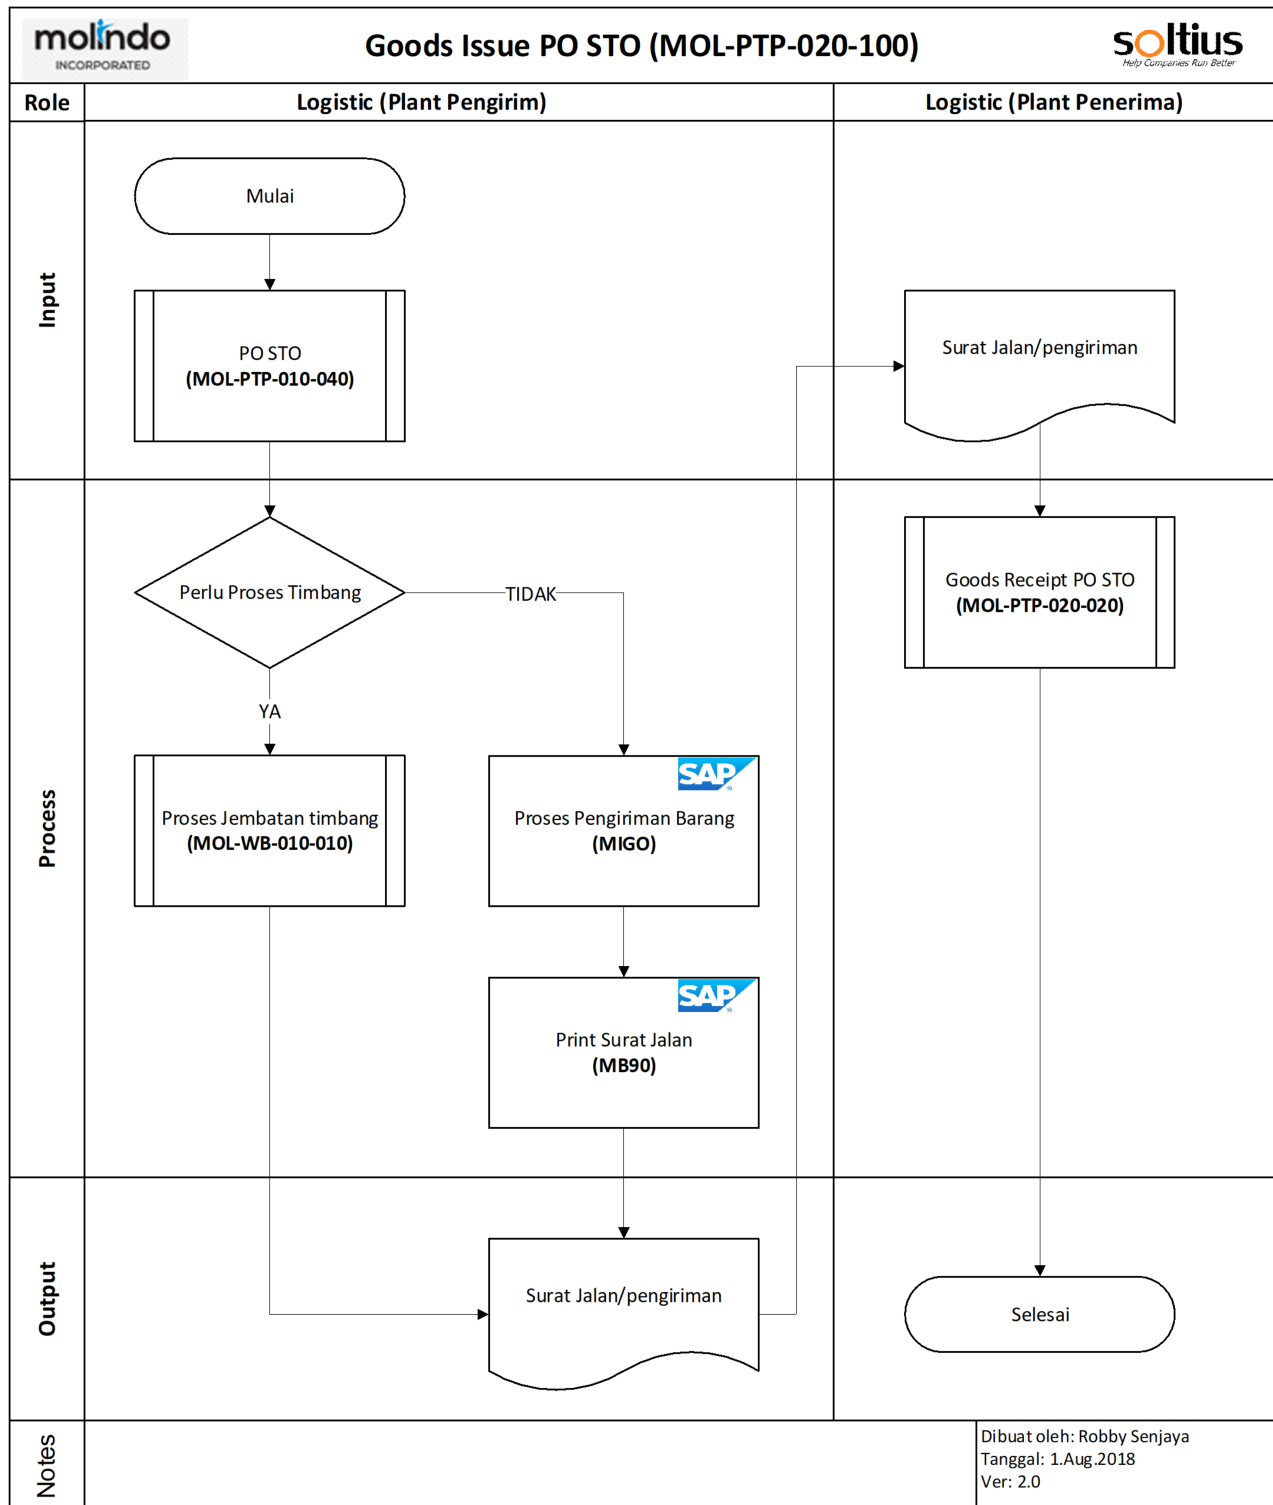 molindo
INCORPORATED
Goods Issue PO STO (MOL-PTP-020-100)
soltius
Help Companies Run Better
Role
Logistic (Plant Pengirim)
Logistic (Plant Penerima)
Input
Mulai
PO STO
(MOL-PTP-010-040)
Surat Jalan/pengiriman
Process
Perlu Proses Timbang
TIDAK
YA
Goods Receipt PO STO
(MOL-PTP-020-020)
Proses Jembatan timbang
(MOL-WB-010-010)
SAP
Proses Pengiriman Barang
(MIGO)
SAP
Print Surat Jalan
(MB90)
Output
Surat Jalan/pengiriman
Selesai
Notes
Dibuat oleh: Robby Senjaya
Tanggal: 1.Aug.2018
Ver: 2.0